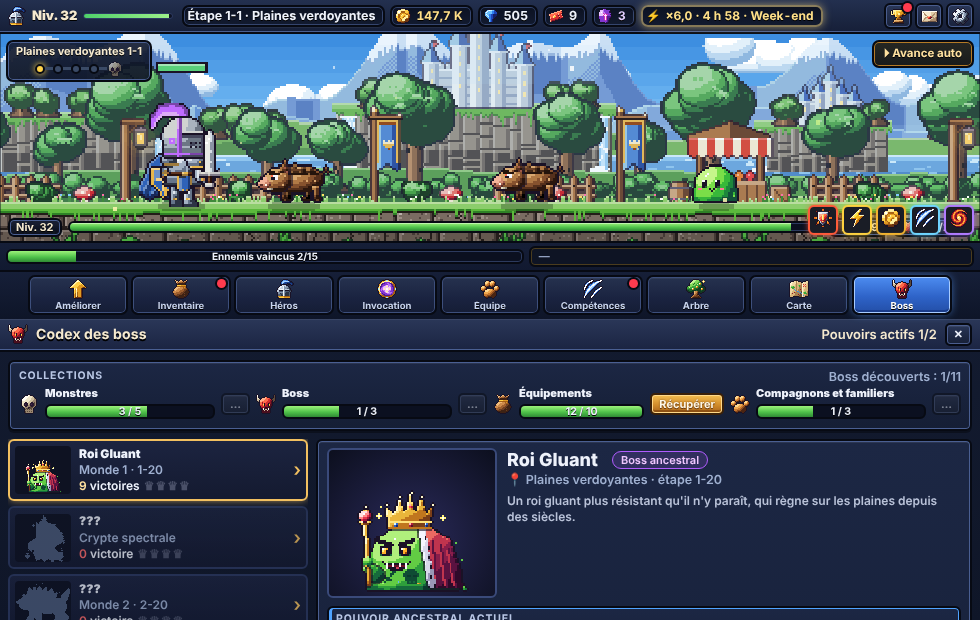 Niv. 32
Étape 1-1 · Plaines verdoyantes
147,7 K
505
9
3
×6,0 · 4 h 58 · Week-end
Plaines verdoyantes 1-1
Avance auto
Niv. 32
Ennemis vaincus 2/15
—
Améliorer
Inventaire
Héros
Invocation
Équipe
Compétences
Arbre
Carte
Boss
Codex des boss
Pouvoirs actifs 1/2
×
COLLECTIONS
Boss découverts : 1/11
Monstres
3 / 5
...
Boss
1 / 3
...
Équipements
12 / 10
Récupérer
Compagnons et familiers
1 / 3
...
Roi Gluant
Monde 1 · 1-20
9 victoires
???
Crypte spectrale
0 victoire
???
Monde 2 · 2-20
0 victoire
Roi Gluant
Boss ancestral
Plaines verdoyantes · étape 1-20
Un roi gluant plus résistant qu'il n'y paraît, qui règne sur les plaines depuis
des siècles.
POUVOIR ANCESTRAL ACTUEL